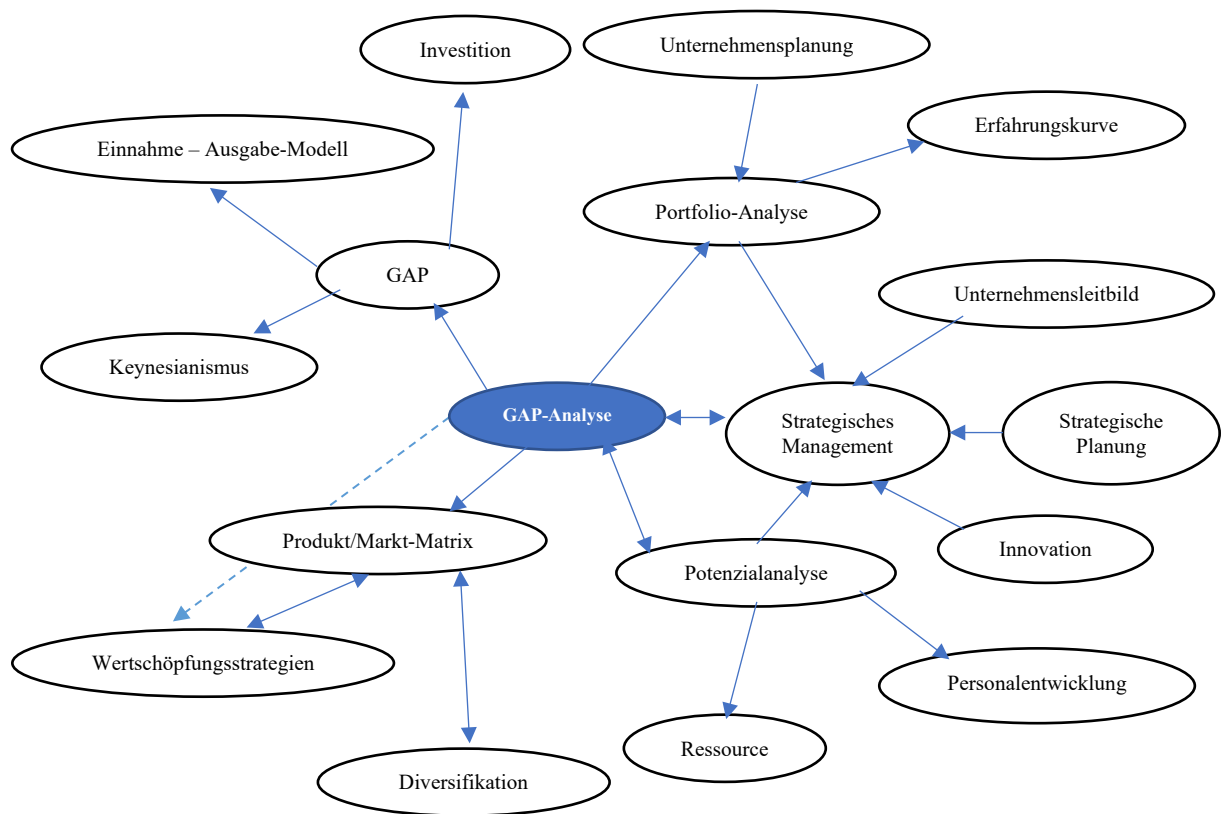 Unternehmensplanung
Investition
Erfahrungskurve
Einnahme – Ausgabe-Modell
Portfolio-Analyse
GAP
Unternehmensleitbild
Keynesianismus
GAP-Analyse
Strategisches
Management
Strategische
Planung
Produkt/Markt-Matrix
Innovation
Potenzialanalyse
Wertschöpfungsstrategien
Personalentwicklung
Ressource
Diversifikation